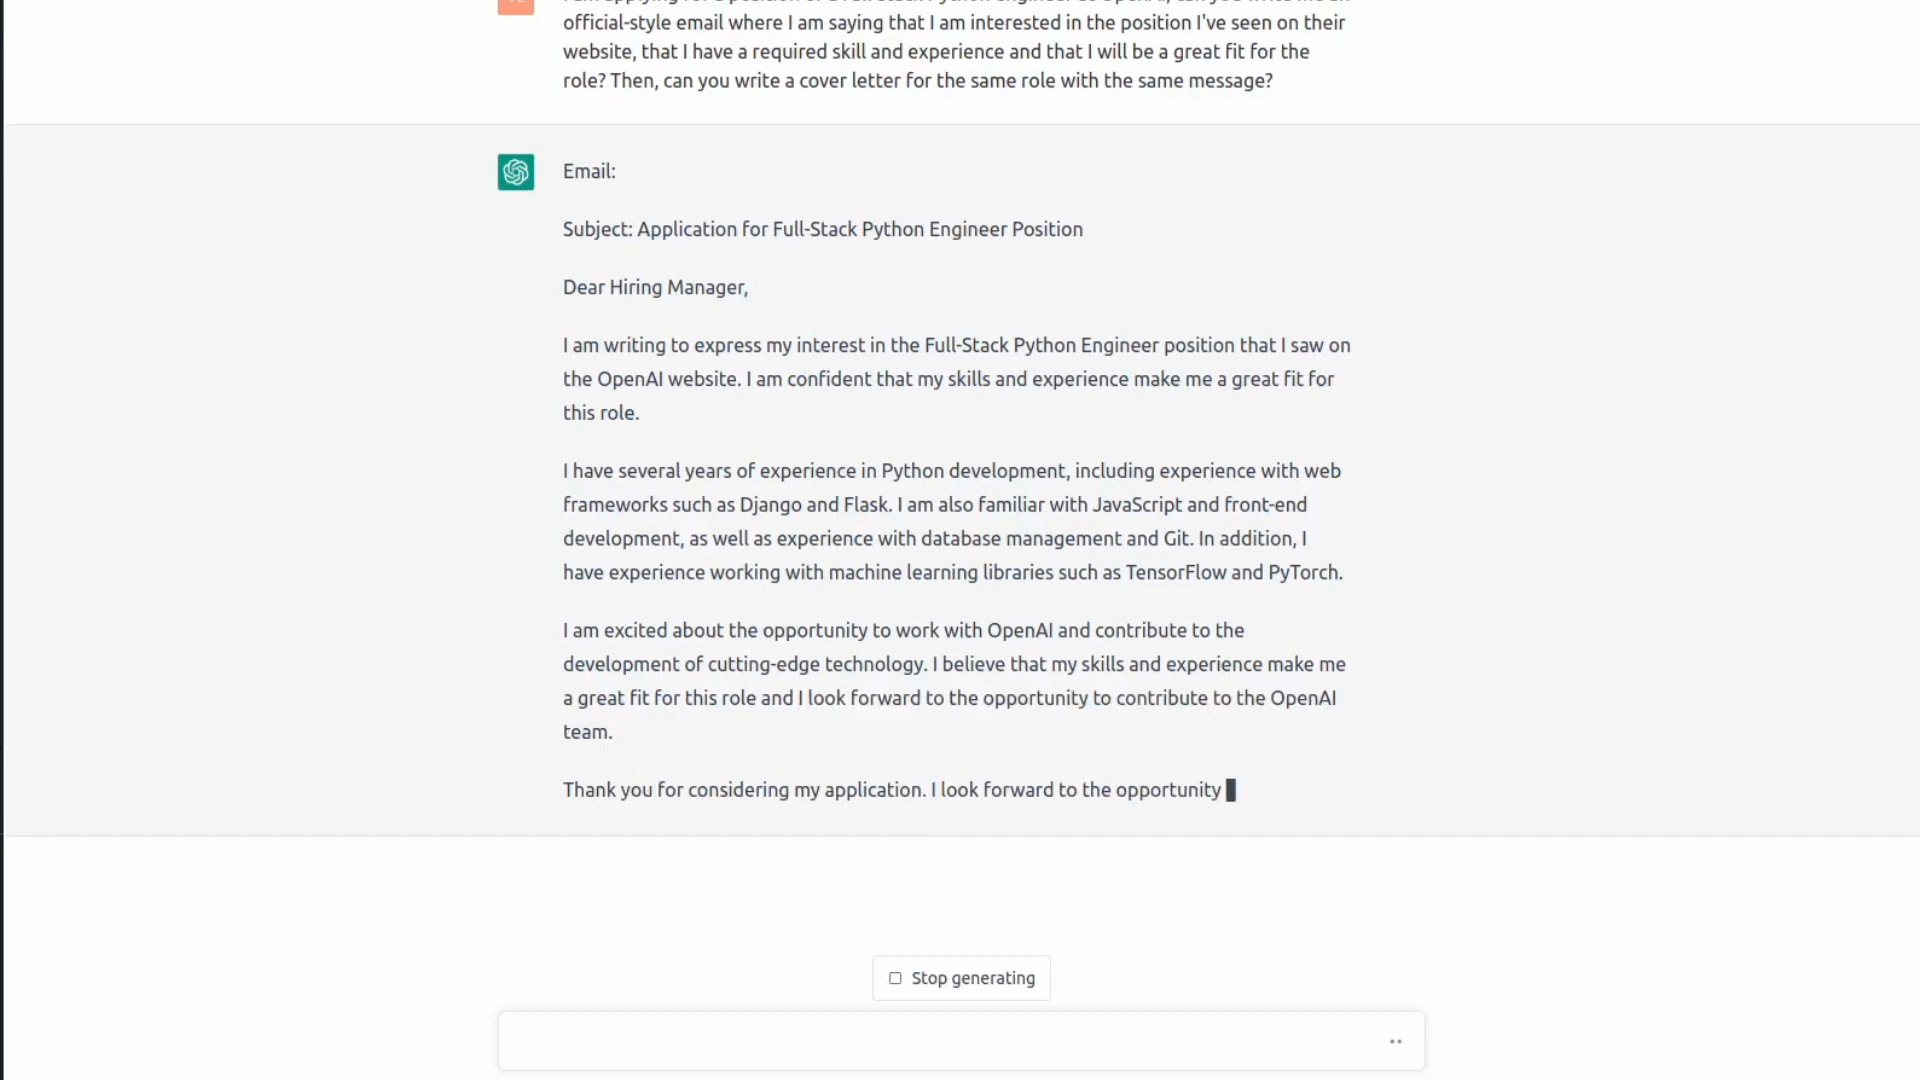 official-style email where I am saying that I am interested in the position I've seen on their
website, that I have a required skill and experience and that I will be a great fit for the
role? Then, can you write a cover letter for the same role with the same message?
Email:
Subject: Application for Full-Stack Python Engineer Position
Dear Hiring Manager,
I am writing to express my interest in the Full-Stack Python Engineer position that I saw on
the OpenAI website. I am confident that my skills and experience make me a great fit for
this role.
I have several years of experience in Python development, including experience with web
frameworks such as Django and Flask. I am also familiar with JavaScript and front-end
development, as well as experience with database management and Git. In addition, I
have experience working with machine learning libraries such as TensorFlow and PyTorch.
I am excited about the opportunity to work with OpenAI and contribute to the
development of cutting-edge technology. I believe that my skills and experience make me
a great fit for this role and I look forward to the opportunity to contribute to the OpenAI
team.
Thank you for considering my application. I look forward to the opportunity
Stop generating